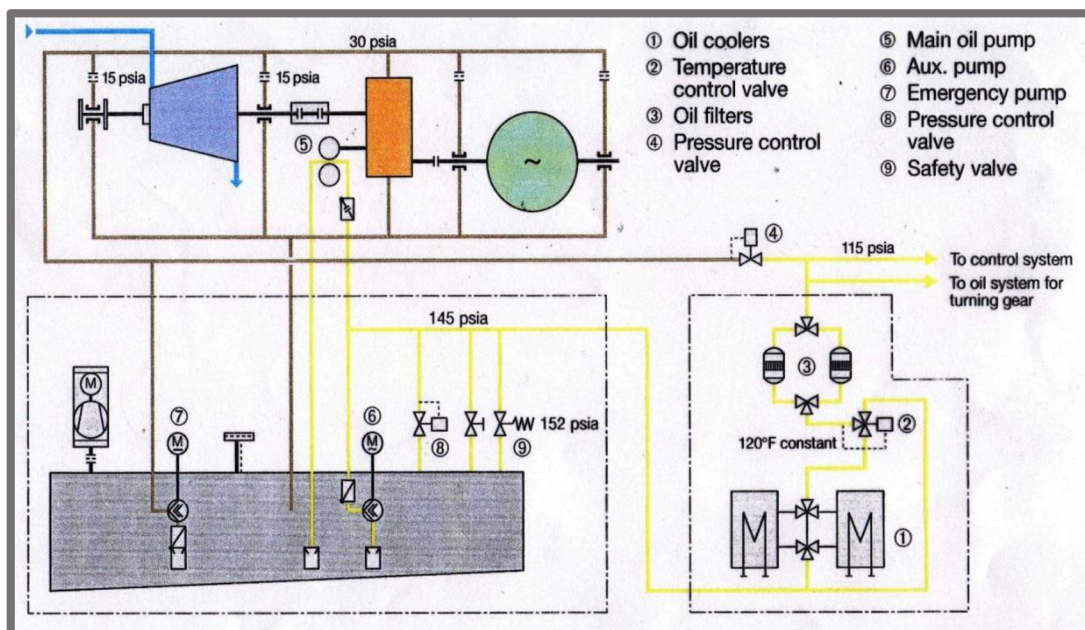 30 psia
15 psia
15 psia
⑤
~
① Oil coolers
② Temperature
control valve
③ Oil filters
④ Pressure control
valve
⑤ Main oil pump
⑥ Aux. pump
⑦ Emergency pump
⑧ Pressure control
valve
⑨ Safety valve
④
115 psia
To control system
To oil system for
turning gear
145 psia
M
⑦
M
⑥
M
⑧
⑨
152 psia
③
②
120°F constant
①